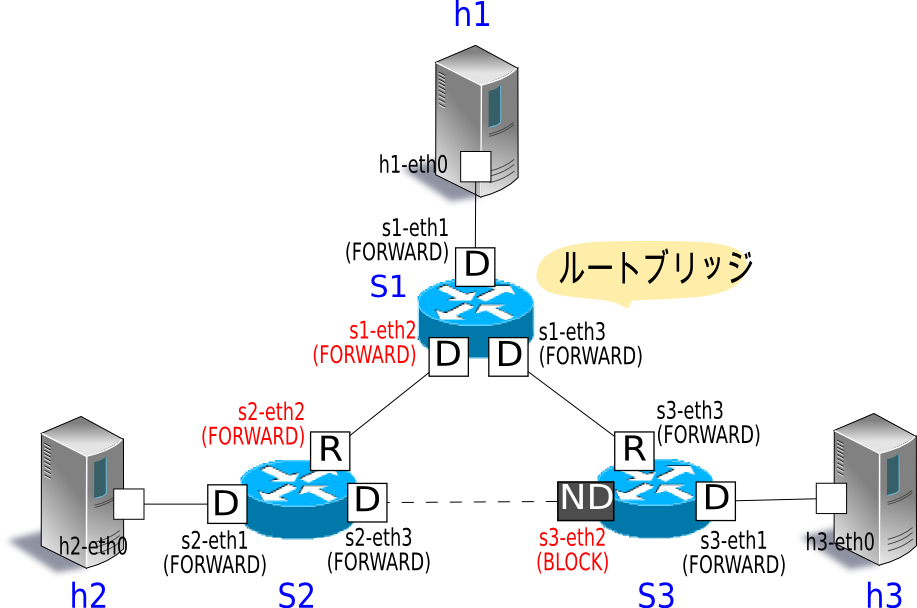 h1
h1-eth0
s1-eth1
(FORWARD)
D
S1
ルートブリッジ
s1-eth2
(FORWARD)
D
D
s1-eth3
(FORWARD)
s2-eth2
(FORWARD)
R
s3-eth3
(FORWARD)
R
D
D
ND
D
h2-eth0
s2-eth1
(FORWARD)
s2-eth3
(FORWARD)
s3-eth2
(BLOCK)
s3-eth1
(FORWARD)
h3-eth0
h2
S2
S3
h3